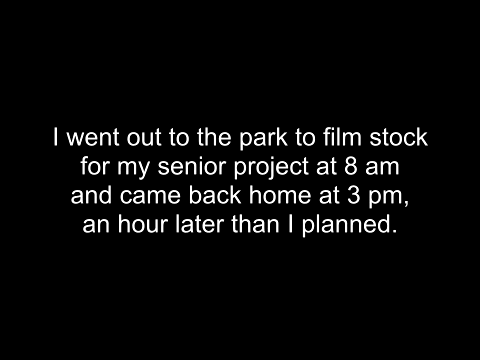 I went out to the park to film stock
for my senior project at 8 am
and came back home at 3 pm,
an hour later than I planned.